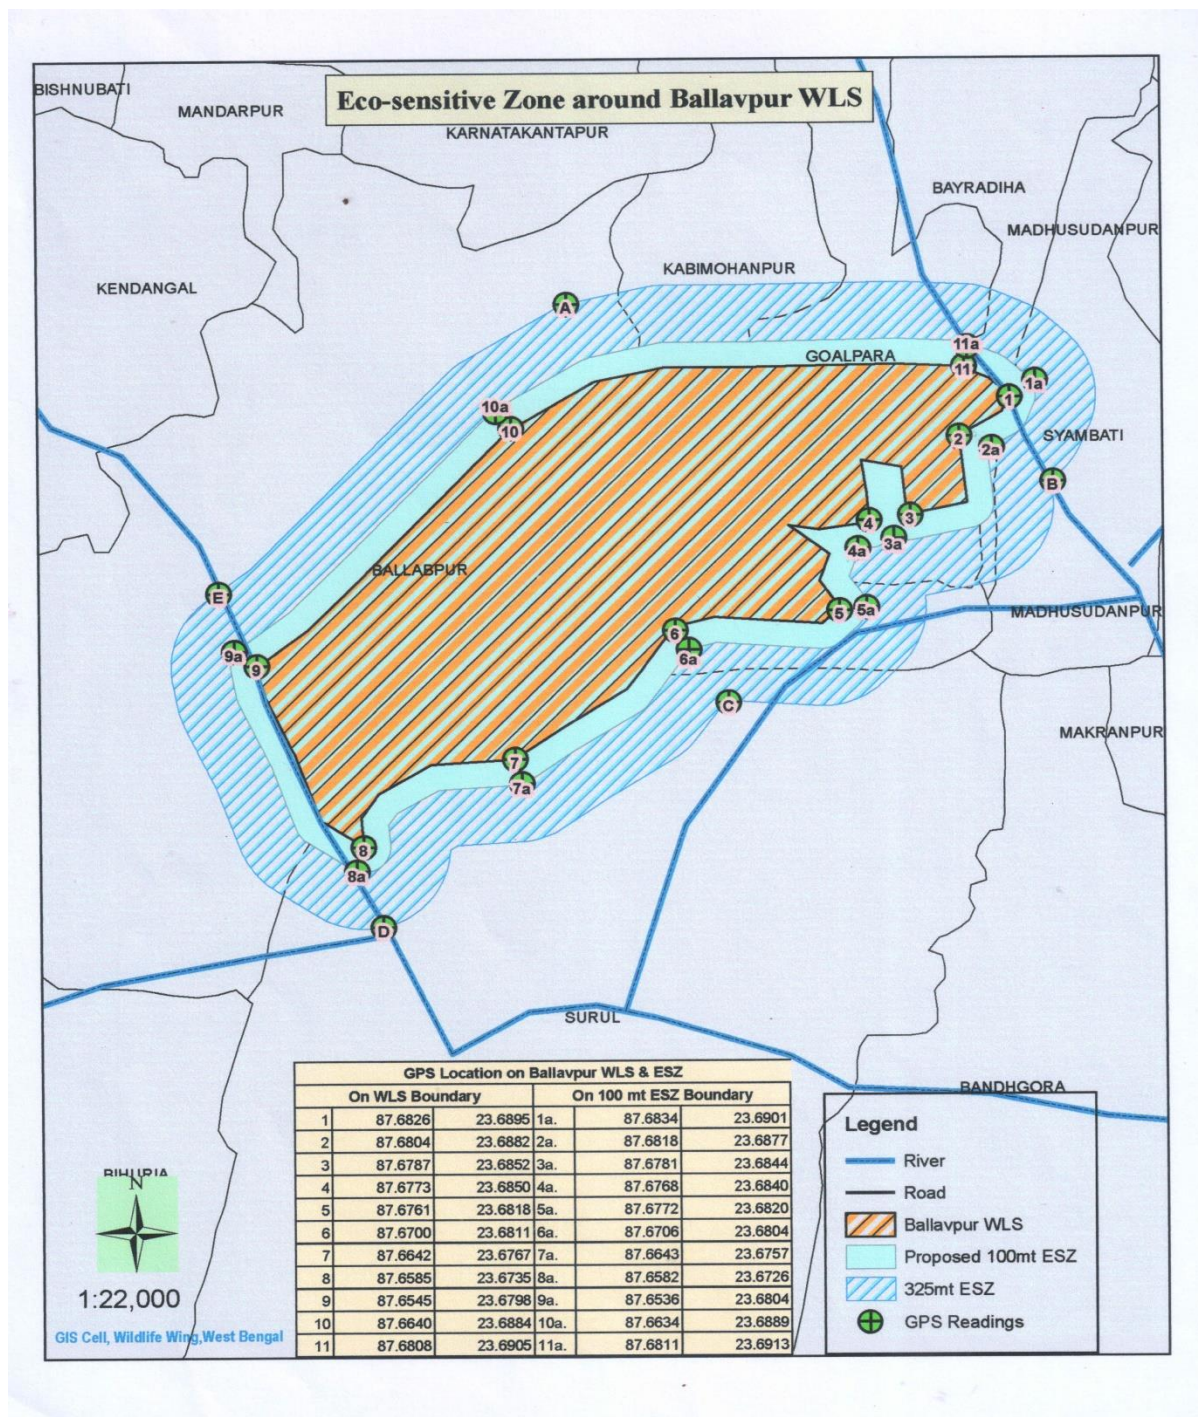 BISHNUBATI
MANDARPUR
Eco-sensitive Zone around Ballavpur WLS
KARNATAKANTAPUR
BAYRADIHA
MADHUSUDANPUR
KABIMOHANPUR
KENDANGAL
A
11a
GOALPARA
11
1a
1
10a
10
2
SYAMBATI
2a
B
4
3
3a
4a
BALLABPUR
E
5
5a
MADHUSUDANPUR
6
9a
6a
9
C
MAKRANPUR
7
7a
8
8a
D
SURUL
BANDHGORA
GPS Location on Ballavpur WLS & ESZ
On WLS Boundary On 100 mt ESZ Boundary
1 87.6826 23.6895 1a. 87.6834 23.6901
2 87.6804 23.6882 2a. 87.6818 23.6877
3 87.6787 23.6852 3a. 87.6781 23.6844
4 87.6773 23.6850 4a. 87.6768 23.6840
5 87.6761 23.6818 5a. 87.6772 23.6820
6 87.6700 23.6811 6a. 87.6706 23.6804
7 87.6642 23.6767 7a. 87.6643 23.6757
8 87.6585 23.6735 8a. 87.6582 23.6726
9 87.6545 23.6798 9a. 87.6536 23.6804
10 87.6640 23.6884 10a. 87.6634 23.6889
11 87.6808 23.6905 11a. 87.6811 23.6913
Legend
River
Road
Ballavpur WLS
Proposed 100mt ESZ
325mt ESZ
GPS Readings
BIHURIA
N
1:22,000
GIS Cell, Wildlife Wing,West Bengal